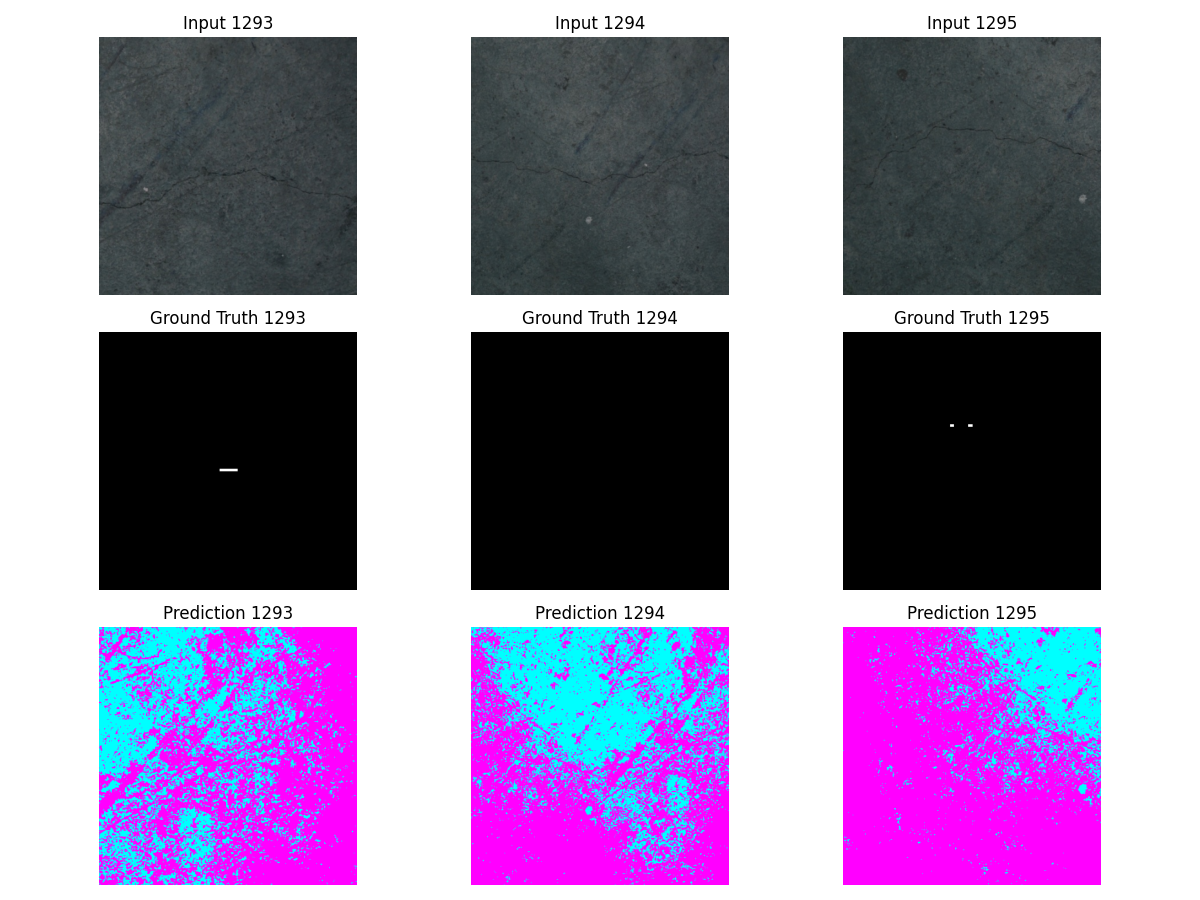 Input 1293
Input 1294
Input 1295
Ground Truth 1293
Ground Truth 1294
Ground Truth 1295
Prediction 1293
Prediction 1294
Prediction 1295